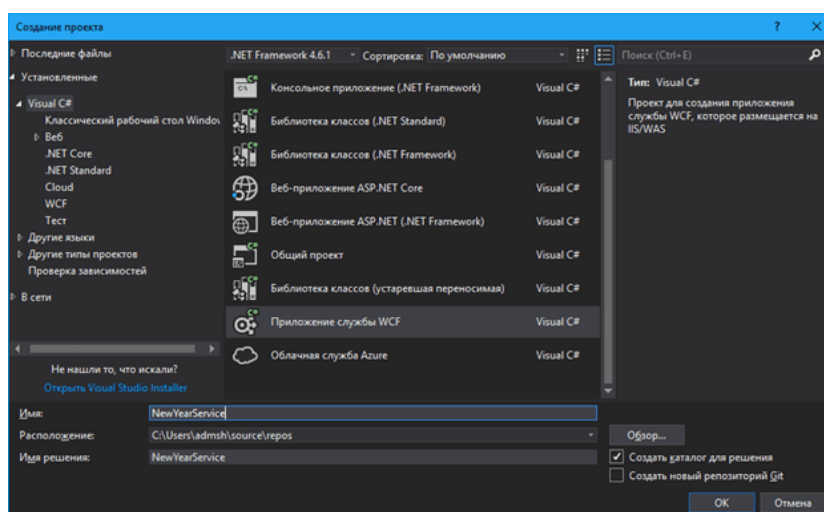 Создание проекта
? ×
Последние файлы
Установленные
Visual C#
Классический рабочий стол Window
Веб
.NET Core
.NET Standard
Cloud
WCF
Тест
Другие языки
Другие типы проектов
Проверка зависимостей
В сети
Не нашли то, что искали?
Открыть Visual Studio Installer
.NET Framework 4.6.1 Сортировка: По умолчанию
Поиск (Ctrl+E)
Консольное приложение (.NET Framework) Visual C#
Библиотека классов (.NET Standard) Visual C#
Библиотека классов (.NET Framework) Visual C#
Веб-приложение ASP.NET Core Visual C#
Веб-приложение ASP.NET (.NET Framework) Visual C#
Общий проект Visual C#
Библиотека классов (устаревшая переносимая) Visual C#
Приложение службы WCF Visual C#
Облачная служба Azure Visual C#
Тип: Visual C#
Проект для создания приложения
службы WCF, которое размещается на
IIS/WAS
Имя: NewYearService
Расположение: C:\Users\admsh\source\repos
Имя решения: NewYearService
Обзор...
Создать каталог для решения
Создать новый репозиторий Git
OK Отмена